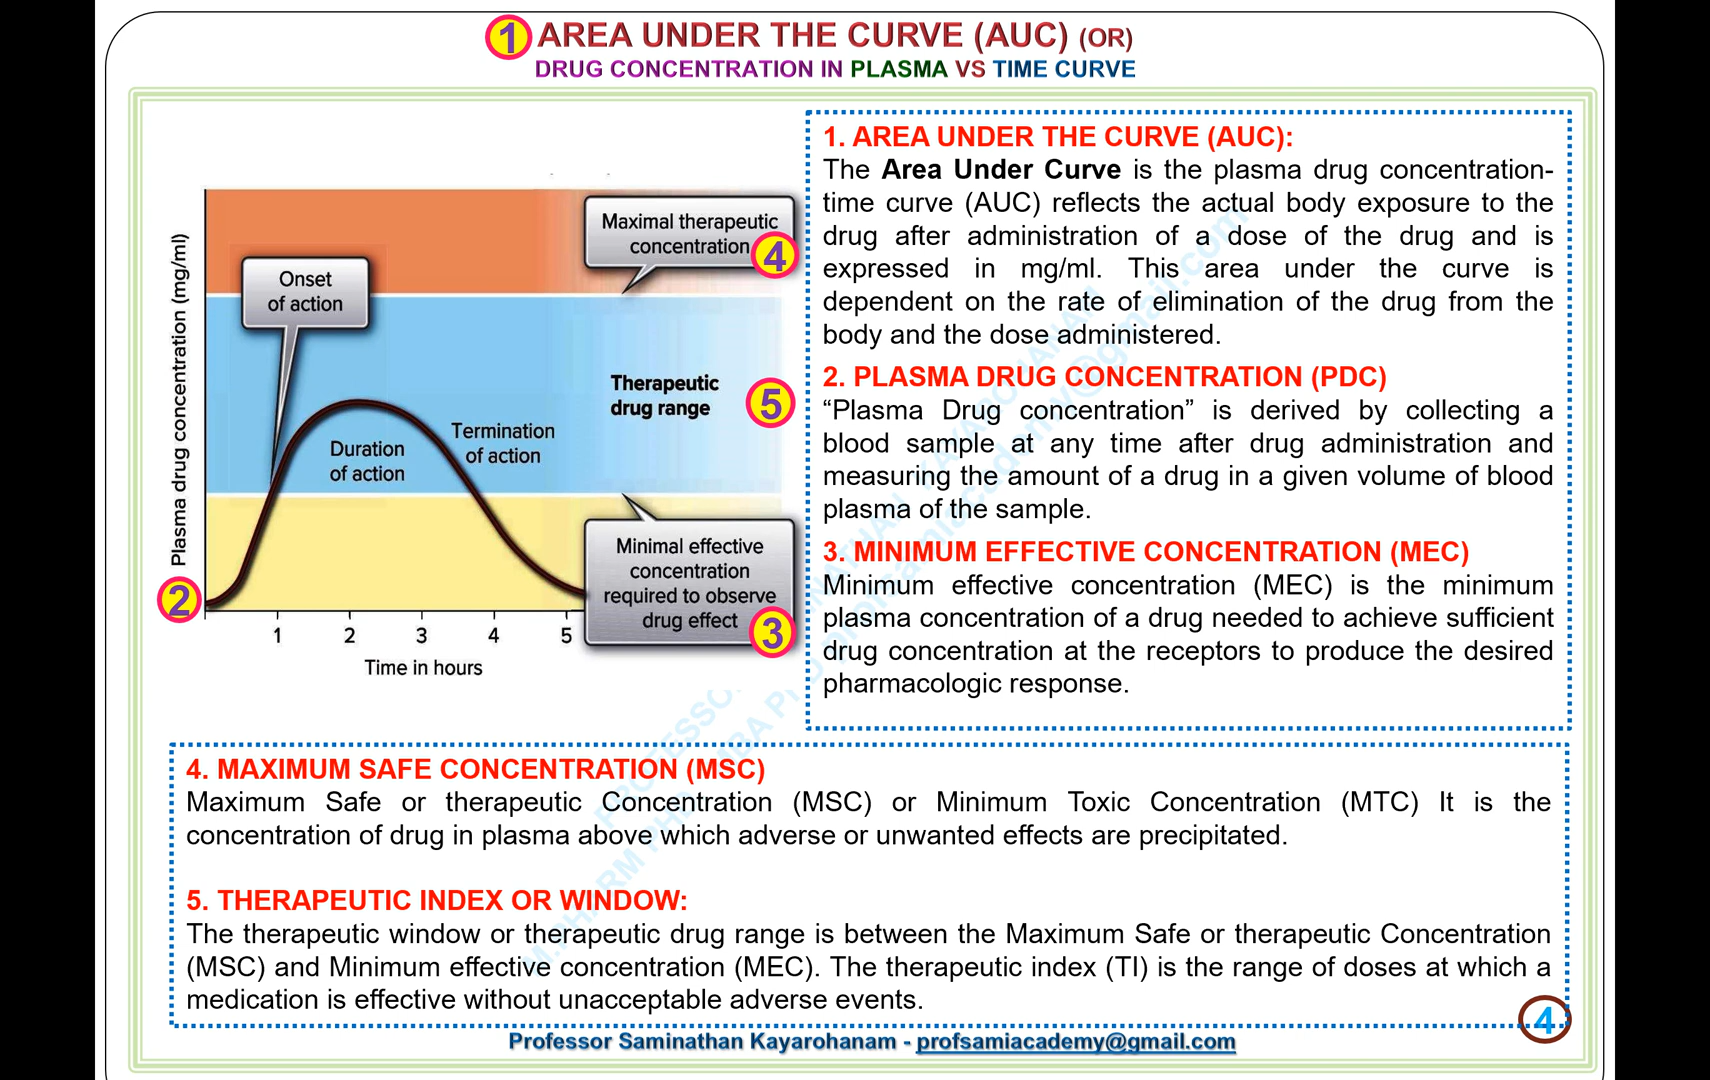 1 AREA UNDER THE CURVE (AUC) (OR)
DRUG CONCENTRATION IN PLASMA VS TIME CURVE
Plasma drug concentration (mg/ml)
Onset
of action
Maximal therapeutic
concentration
4
Therapeutic
drug range
5
Duration
of action
Termination
of action
Minimal effective
concentration
required to observe
drug effect
3
2
1 2 3 4 5
Time in hours
1. AREA UNDER THE CURVE (AUC):
The Area Under Curve is the plasma drug concentration-
time curve (AUC) reflects the actual body exposure to the
drug after administration of a dose of the drug and is
expressed in mg/ml. This area under the curve is
dependent on the rate of elimination of the drug from the
body and the dose administered.
2. PLASMA DRUG CONCENTRATION (PDC)
“Plasma Drug concentration” is derived by collecting a
blood sample at any time after drug administration and
measuring the amount of a drug in a given volume of blood
plasma of the sample.
3. MINIMUM EFFECTIVE CONCENTRATION (MEC)
Minimum effective concentration (MEC) is the minimum
plasma concentration of a drug needed to achieve sufficient
drug concentration at the receptors to produce the desired
pharmacologic response.
4. MAXIMUM SAFE CONCENTRATION (MSC)
Maximum Safe or therapeutic Concentration (MSC) or Minimum Toxic Concentration (MTC) It is the
concentration of drug in plasma above which adverse or unwanted effects are precipitated.
5. THERAPEUTIC INDEX OR WINDOW:
The therapeutic window or therapeutic drug range is between the Maximum Safe or therapeutic Concentration
(MSC) and Minimum effective concentration (MEC). The therapeutic index (TI) is the range of doses at which a
medication is effective without unacceptable adverse events.
4
Professor Saminathan Kayarohanam - profsamiacademy@gmail.com